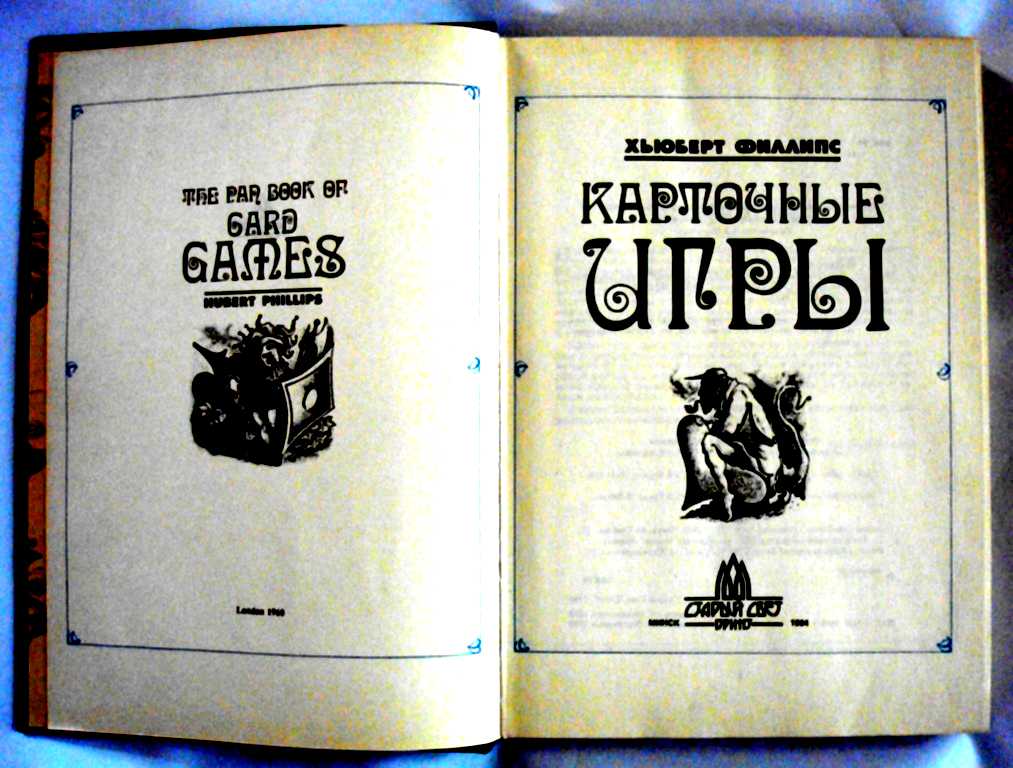 THE PAN BOOK OF
CARD
GAMES
HUBERT PHILLIPS
London 1960
ХЬЮБЕРТ ФИЛЛИПС
КАРТОЧНЫЕ
ИГРЫ
СТАРЫЙ СВЕТ
ПРИНТ
МИНСК 1994